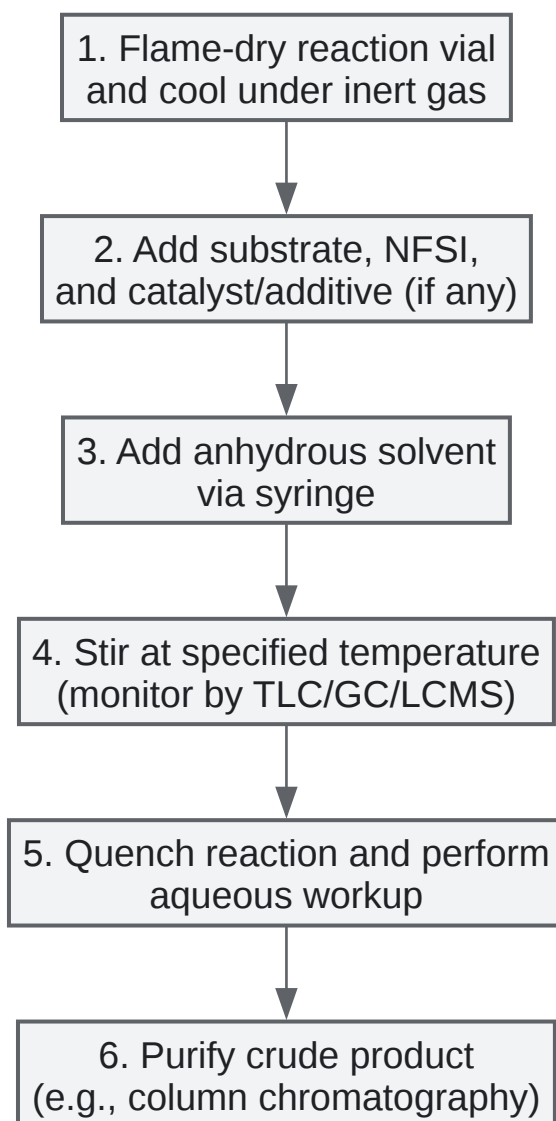 1. Flame-dry reaction vial
and cool under inert gas
2. Add substrate, NFSI,
and catalyst/additive (if any)
3. Add anhydrous solvent
via syringe
4. Stir at specified temperature
(monitor by TLC/GC/LCMS)
5. Quench reaction and perform
aqueous workup
6. Purify crude product
(e.g., column chromatography)